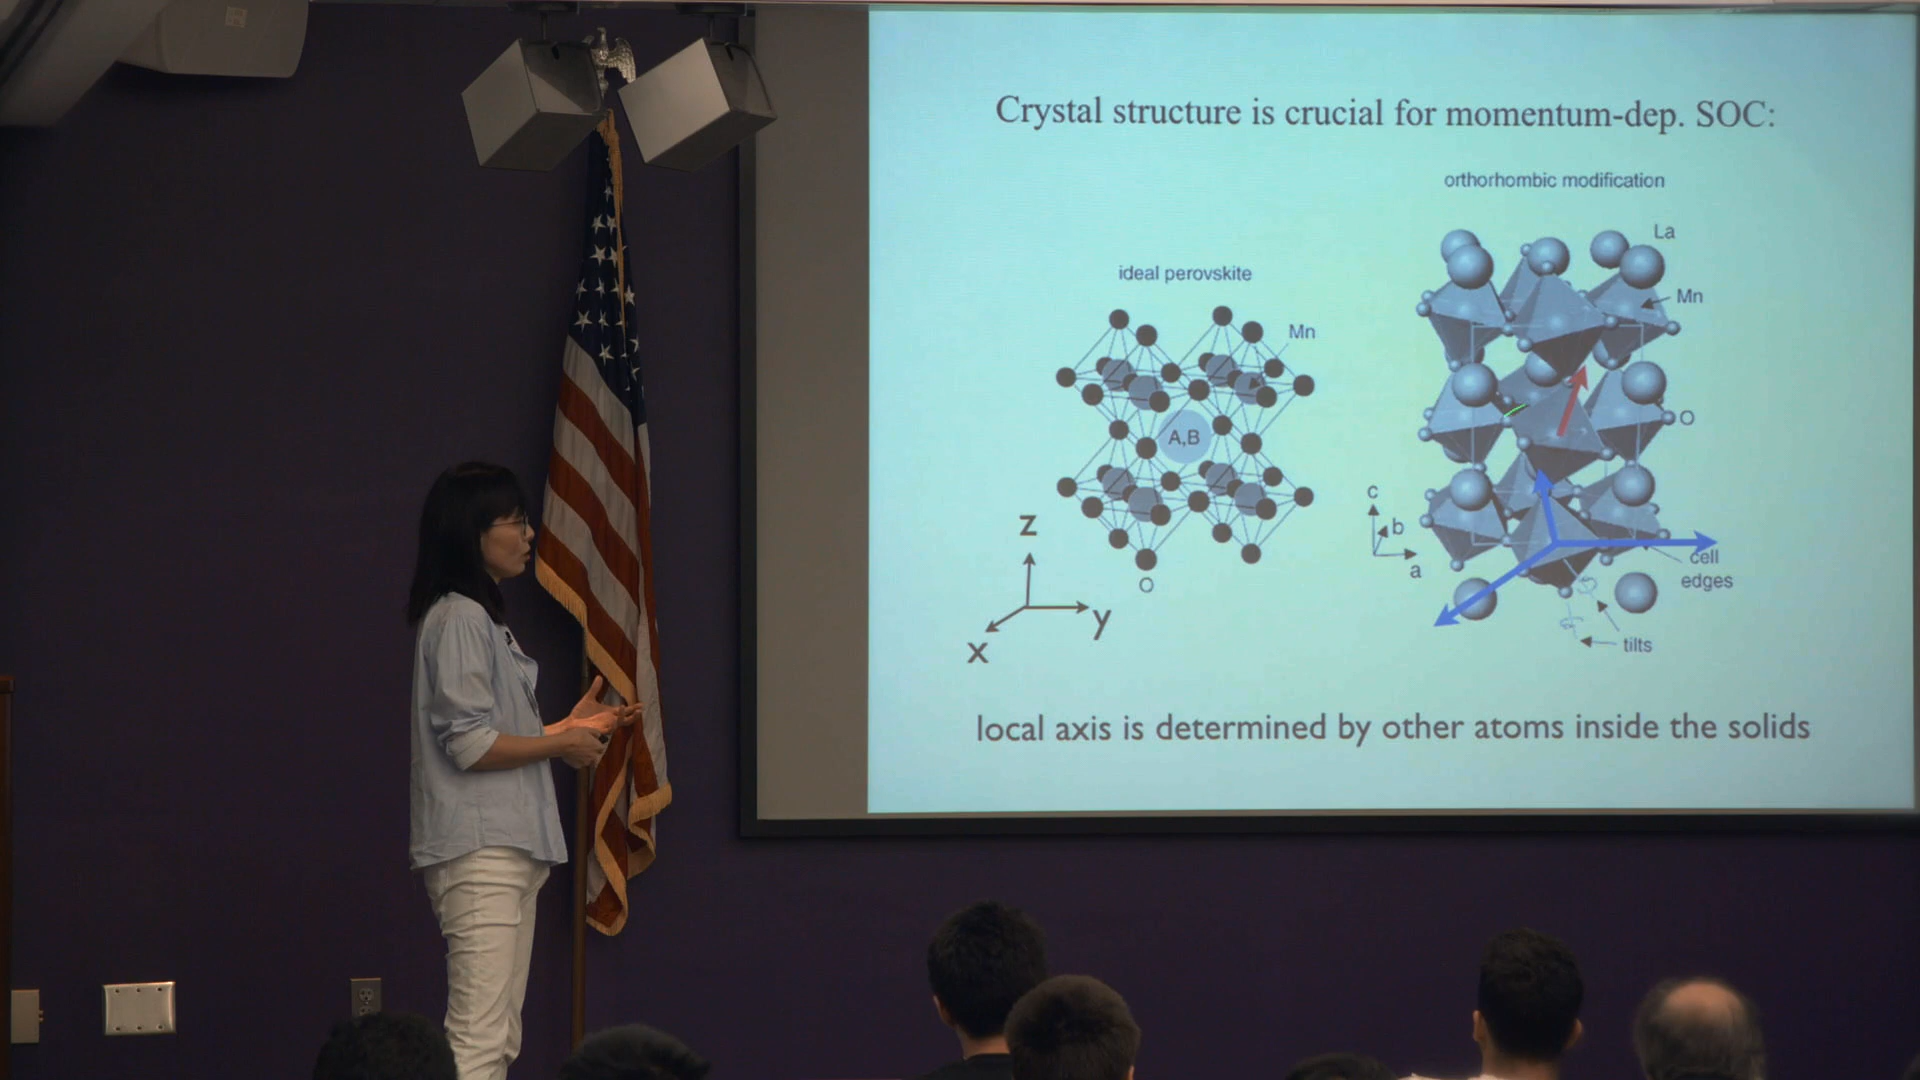 Crystal structure is crucial for momentum-dep. SOC:
orthorhombic modification
La
ideal perovskite
Mn
Mn
A,B
O
c
b
a
z
y
x
O
cell
edges
tilts
local axis is determined by other atoms inside the solids